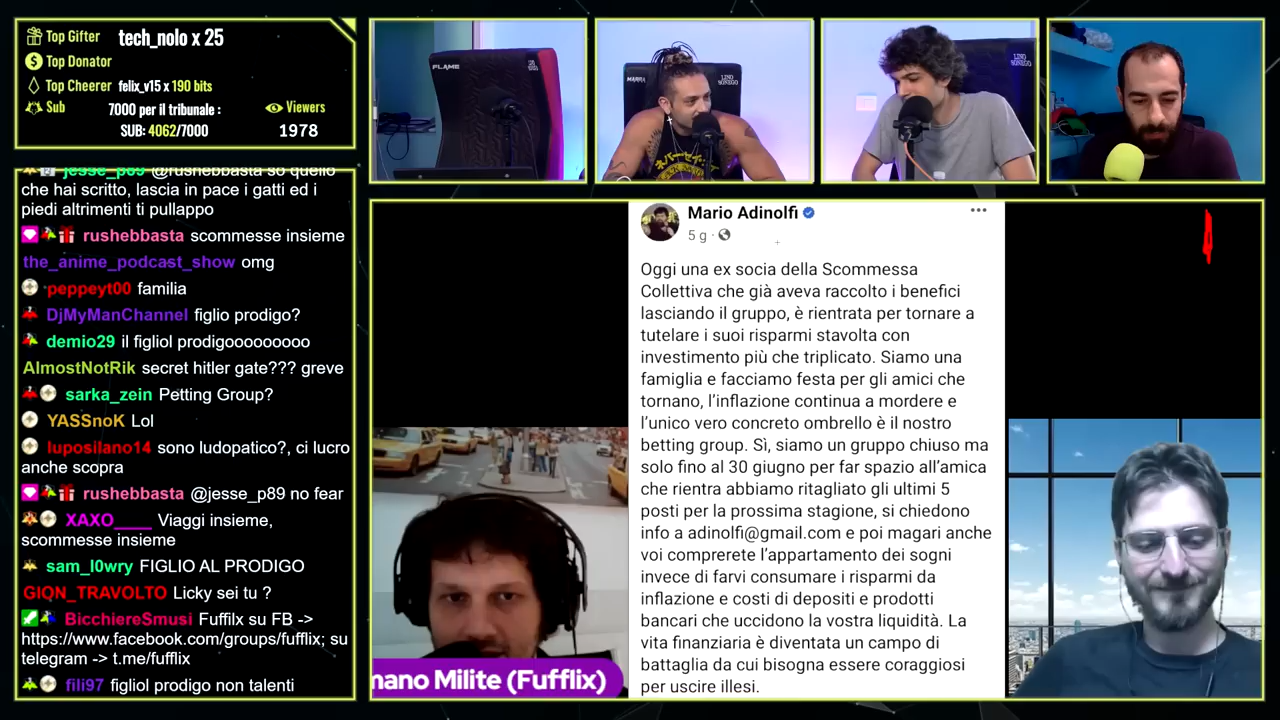 Top Gifter
tech_nolo x 25
Top Donator
Top Cheerer
felix_v15 x 190 bits
Sub
7000 per il tribunale :
SUB: 4062/7000
Viewers
1978
jesse_p89 @rushebbasta so quello
che hai scritto, lascia in pace i gatti ed i
piedi altrimenti ti pullappo
rushebbasta scommesse insieme
the_anime_podcast_show omg
peppeyt00 familia
DjMyManChannel figlio prodigo?
demio29 il figliol prodigooooooooo
AlmostNotRik secret hitler gate??? greve
sarka_zein Petting Group?
YASSnoK Lol
luposilano14 sono ludopatico?, ci lucro
anche scopra
rushebbasta @jesse_p89 no fear
XAXO____ Viaggi insieme,
scommesse insieme
sam_l0wry FIGLIO AL PRODIGO
GIQN_TRAVOLTO Licky sei tu ?
BicchiereSmusi Fuffilx su FB ->
https://www.facebook.com/groups/fufflix; su
telegram -> t.me/fufflix
fili97 figliol prodigo non talenti
FLAME
MARRA
LINO
SONEGO
LINO
SONEGO
Mario Adinolfi
5 g
Oggi una ex socia della Scommessa
Collettiva che già aveva raccolto i benefici
lasciando il gruppo, è rientrata per tornare a
tutelare i suoi risparmi stavolta con
investimento più che triplicato. Siamo una
famiglia e facciamo festa per gli amici che
tornano, l'inflazione continua a mordere e
l'unico vero concreto ombrello è il nostro
betting group. Sì, siamo un gruppo chiuso ma
solo fino al 30 giugno per far spazio all'amica
che rientra abbiamo ritagliato gli ultimi 5
posti per la prossima stagione, si chiedono
info a adinolfi@gmail.com e poi magari anche
voi comprerete l'appartamento dei sogni
invece di farvi consumare i risparmi da
inflazione e costi di depositi e prodotti
bancari che uccidono la vostra liquidità. La
vita finanziaria è diventata un campo di
battaglia da cui bisogna essere coraggiosi
per uscire illesi.
mano Milite (Fufflix)